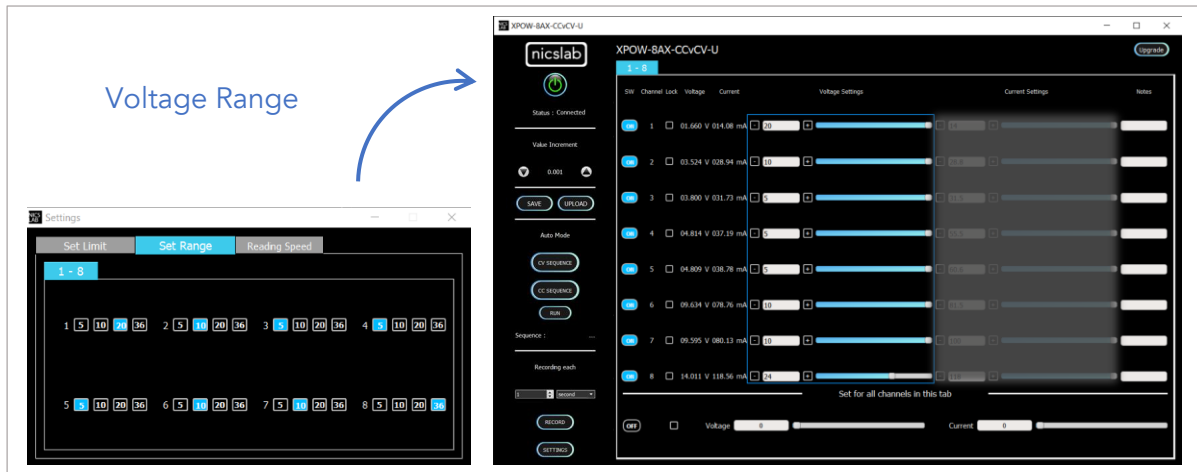 Voltage Range
NICS LAB Settings
Set Limit Set Range Readng Speed
1 - 8
1 5 10 20 36 2 5 10 20 36 3 5 10 20 36 4 5 10 20 36
5 5 10 20 36 6 5 10 20 36 7 5 10 20 36 8 5 10 20 36
XPOW-8AX-CCvCV-U
nicslab
Status : Connected
Value Increment
0.001
SAVE UPLOAD
Auto Mode
CV SEQUENCE
CC SEQUENCE
RUN
Sequence : ...
Recording each
1 second
RECORD
SETTINGS
XPOW-8AX-CCvCV-U Upgrade
1 - 8
SW Channel Lock Voltage Current Voltage Settings Current Settings Notes
ON 1 01.660 V 014.08 mA - 20 + - 14 +
ON 2 03.524 V 028.94 mA - 10 + - +
ON 3 03.800 V 031.73 mA - 5 + - +
ON 4 04.814 V 037.19 mA - 5 + - +
ON 5 04.809 V 038.78 mA - 5 + - +
ON 6 09.634 V 078.76 mA - 10 + - +
ON 7 09.595 V 080.13 mA - 10 + - 100 +
ON 8 14.011 V 118.56 mA - 24 + - +
Set for all channels in this tab
OFF Voltage 0 Current 0